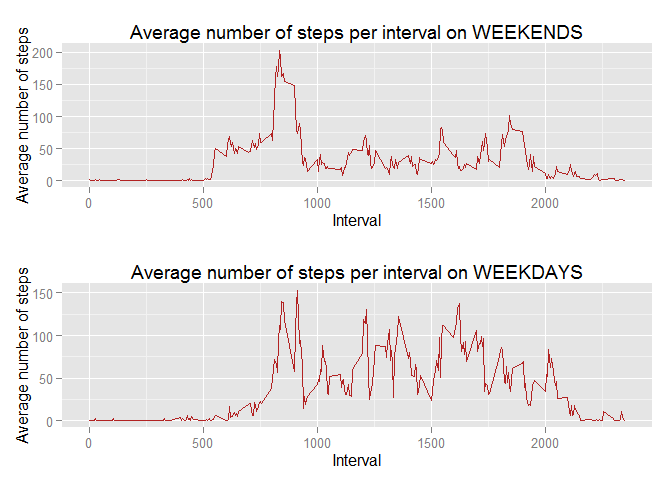 Average number of steps per interval on WEEKENDS
Average number of steps
200
150
100
50
0
0 500 1000 1500 2000
Interval
Average number of steps per interval on WEEKDAYS
Average number of steps
150
100
50
0
0 500 1000 1500 2000
Interval